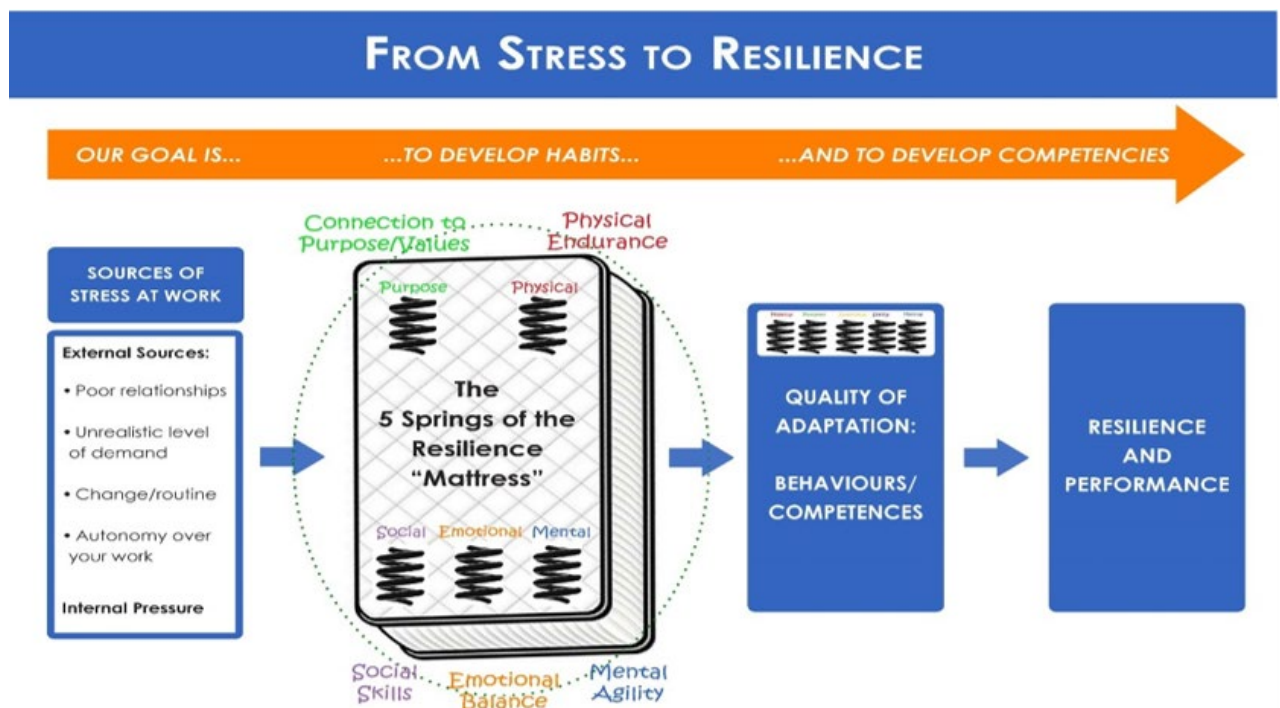 FROM STRESS TO RESILIENCE
OUR GOAL IS...
...TO DEVELOP HABITS...
...AND TO DEVELOP COMPETENCIES
SOURCES OF
STRESS AT WORK
External Sources:
• Poor relationships
• Unrealistic level
of demand
• Change/routine
• Autonomy over
your work
Internal Pressure
Connection to
Purpose/Values
Physical
Endurance
Purpose
Physical
The
5 Springs of the
Resilience
“Mattress”
Social
Emotional
Mental
Social
Skills
Emotional
Balance
Mental
Agility
QUALITY OF
ADAPTATION:
BEHAVIOURS/
COMPETENCES
RESILIENCE
AND
PERFORMANCE